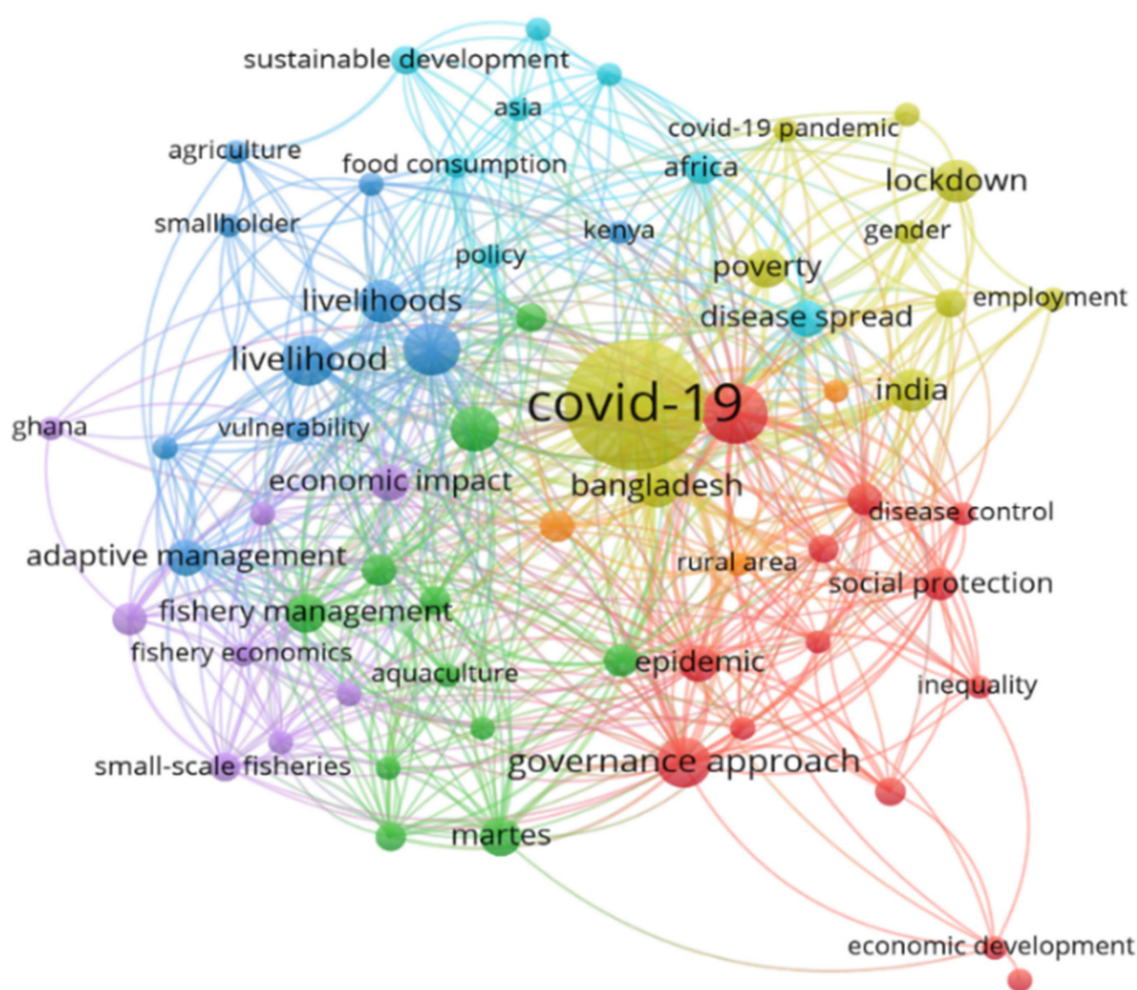 sustainable development
asia
covid-19 pandemic
agriculture
food consumption
africa
lockdown
smallholder
kenya
gender
policy
poverty
livelihoods
employment
disease spread
livelihood
india
covid-19
ghana
vulnerability
economic impact
bangladesh
disease control
adaptive management
rural area
social protection
fishery management
fishery economics
epidemic
aquaculture
inequality
small-scale fisheries
governance approach
martes
economic development